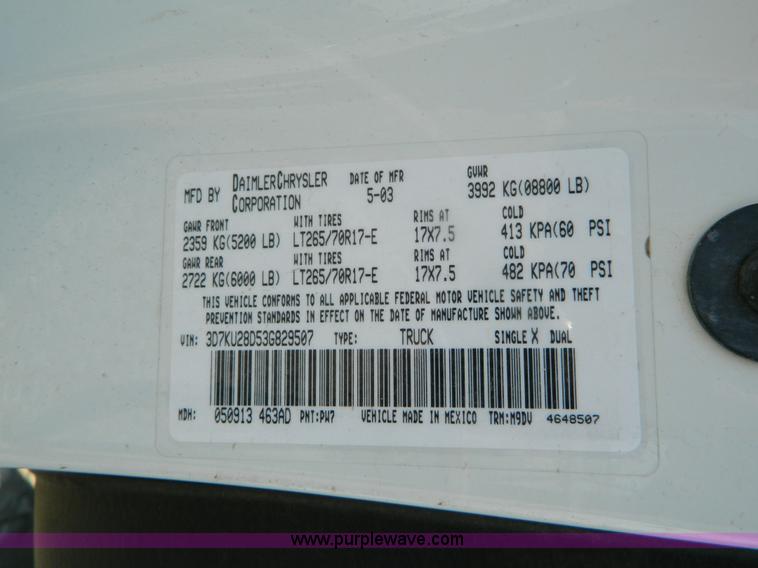 MFD BY DAIMLERCHRYSLER CORPORATION DATE OF MFR 5-03 GVWR 3992 KG(08800 LB)
GAWR FRONT WITH TIRES RIMS AT COLD
2359 KG(5200 LB) LT265/70R17-E 17X7.5 413 KPA(60 PSI
GAWR REAR WITH TIRES RIMS AT COLD
2722 KG(6000 LB) LT265/70R17-E 17X7.5 482 KPA(70 PSI
THIS VEHICLE CONFORMS TO ALL APPLICABLE FEDERAL MOTOR VEHICLE SAFETY AND THEFT
PREVENTION STANDARDS IN EFFECT ON THE DATE OF MANUFACTURE SHOWN ABOVE.
VIN: 3D7KU28D53G829507 TYPE: TRUCK SINGLE X DUAL
MDH: 050913 463AD PNT:PW7 VEHICLE MADE IN MEXICO TRM:M9DV 4648507
www.purplewave.com